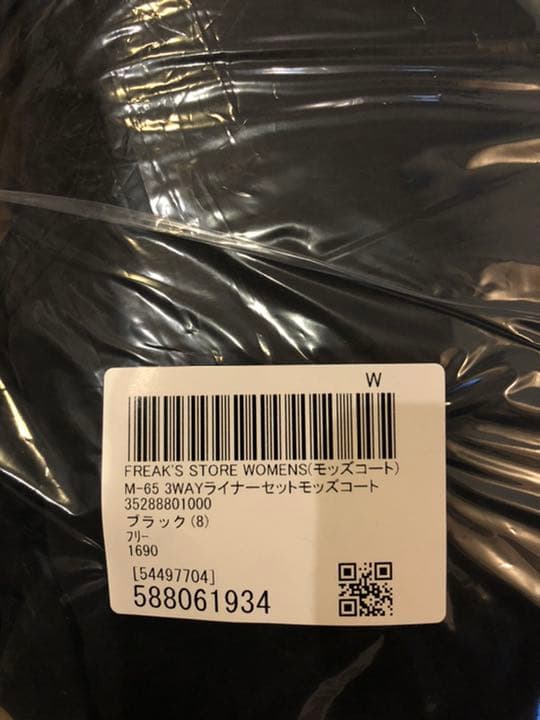 W
FREAK'S STORE WOMENS(モッズコート)
M-65 3WAYライナーセットモッズコート
35288801000
ブラック(8)
フリー
1690
[54497704]
588061934